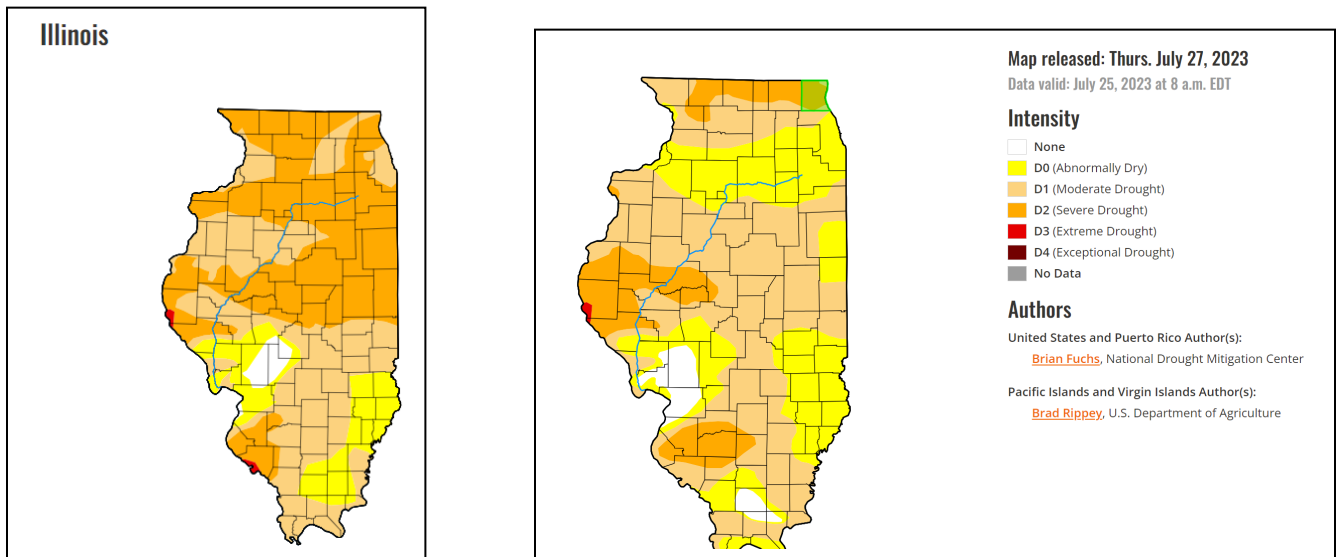 Illinois
Map released: Thurs. July 27, 2023
Data valid: July 25, 2023 at 8 a.m. EDT
Intensity
None
D0 (Abnormally Dry)
D1 (Moderate Drought)
D2 (Severe Drought)
D3 (Extreme Drought)
D4 (Exceptional Drought)
No Data
Authors
United States and Puerto Rico Author(s):
Brian Fuchs, National Drought Mitigation Center
Pacific Islands and Virgin Islands Author(s):
Brad Rippey, U.S. Department of Agriculture